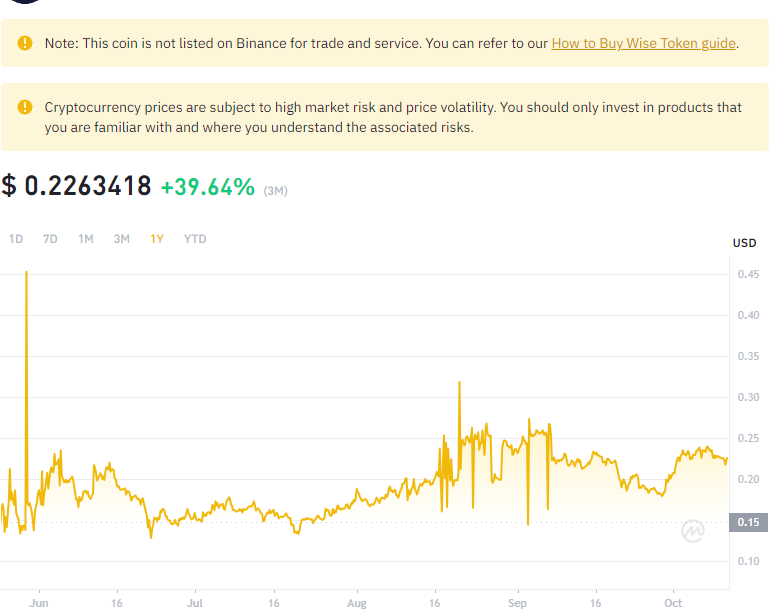 Note: This coin is not listed on Binance for trade and service. You can refer to our How to Buy Wise Token guide.
Cryptocurrency prices are subject to high market risk and price volatility. You should only invest in products that
you are familiar with and where you understand the associated risks.
$ 0.2263418 +39.64% (3M)
1D 7D 1M 3M 1Y YTD
USD
0.45
0.40
0.35
0.30
0.25
0.20
0.15
0.10
Jun 16 Jul 16 Aug 16 Sep 16 Oct